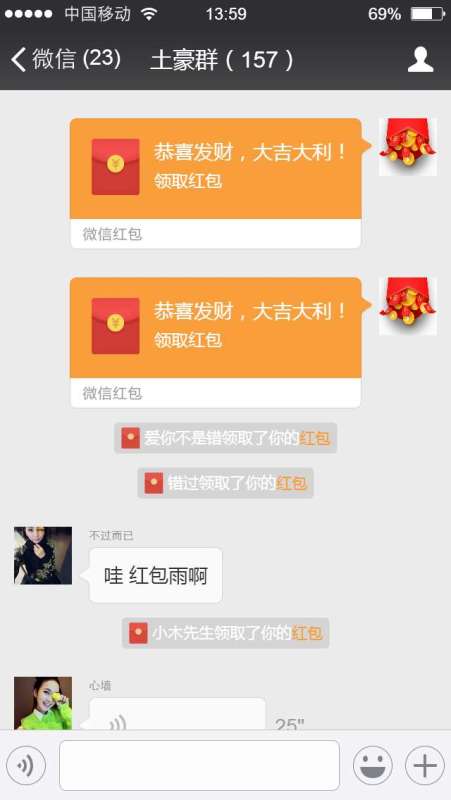 中国移动 13:59 69%
微信 (23) 土豪群 ( 157 )
恭喜发财，大吉大利！
领取红包
微信红包
恭喜发财，大吉大利！
领取红包
微信红包
爱你不是错领取了你的红包
错过领取了你的红包
不过而已
哇 红包雨啊
小木先生领取了你的红包
心墙
25"